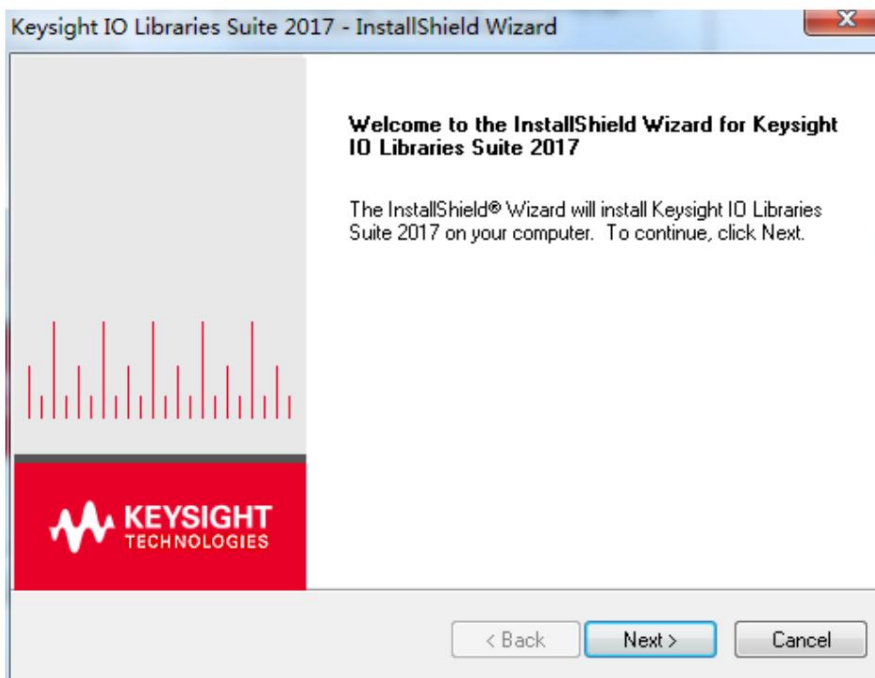 Keysight IO Libraries Suite 2017 - InstallShield Wizard
Welcome to the InstallShield Wizard for Keysight
IO Libraries Suite 2017
The InstallShield® Wizard will install Keysight IO Libraries
Suite 2017 on your computer.  To continue, click Next.
KEYSIGHT
TECHNOLOGIES
< Back
Next >
Cancel